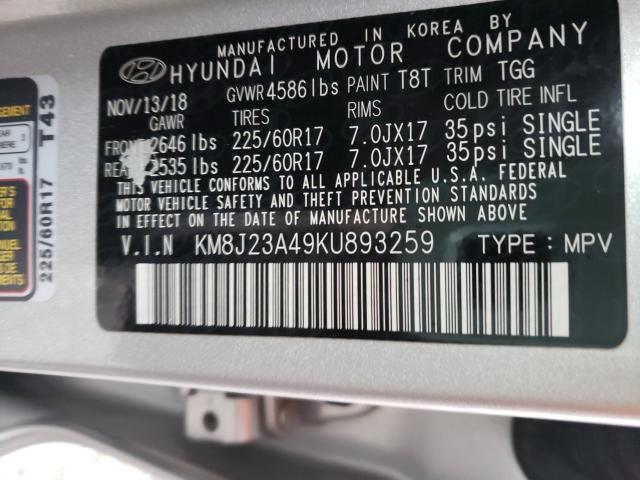 MANUFACTURED IN KOREA BY
HYUNDAI MOTOR COMPANY
NOV/13/18 GVWR 4586 lbs PAINT T8T TRIM TGG
GAWR TIRES RIMS COLD TIRE INFL
FRONT 2646 lbs 225/60R17 7.0JX17 35psi SINGLE
2535 lbs 225/60R17 7.0JX17 35psi SINGLE
THIS VEHICLE CONFORMS TO ALL APPLICABLE U.S.A. FEDERAL
MOTOR VEHICLE SAFETY AND THEFT PREVENTION STANDARDS
IN EFFECT ON THE DATE OF MANUFACTURE SHOWN ABOVE.
V.I.N KM8J23A49KU893259 TYPE : MPV
225/60R17 T43